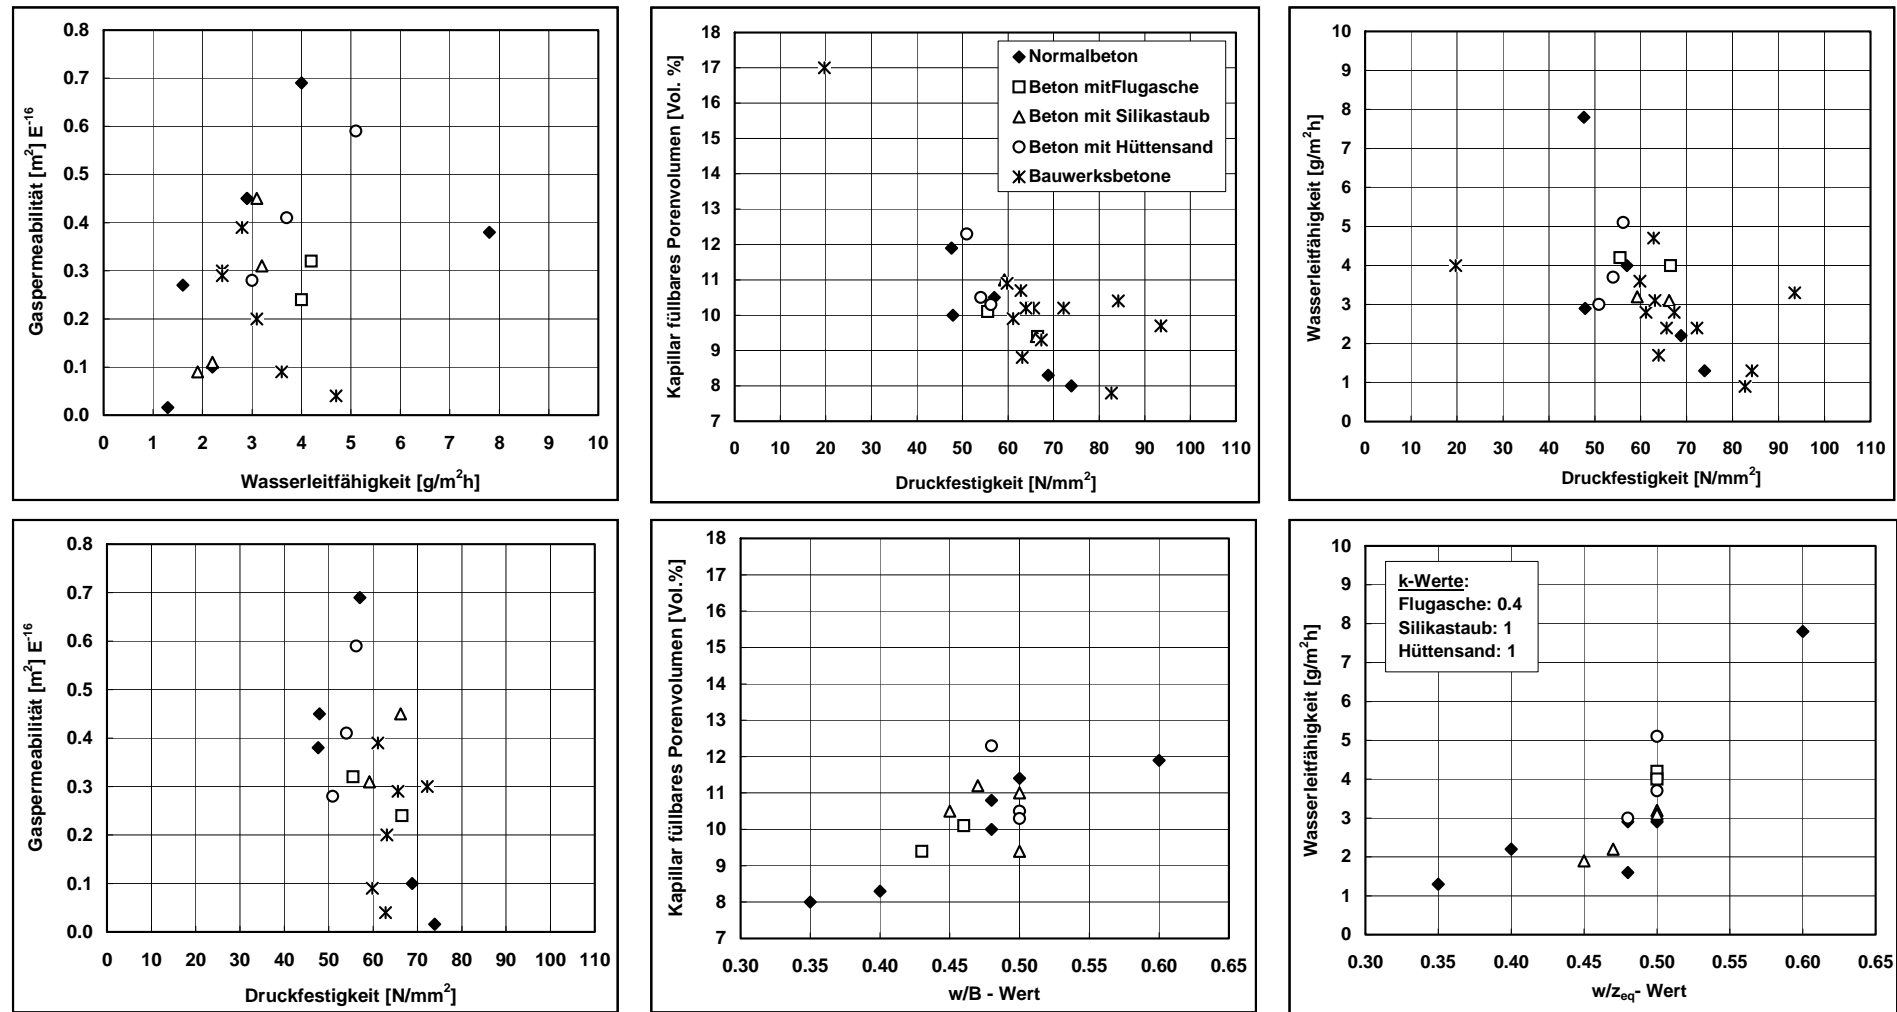 0.8
0.7
0.6
0.5
0.4
0.3
0.2
0.1
0.0
0 1 2 3 4 5 6 7 8 9 10
Gaspermeabilität [m²] E⁻¹⁶
Wasserleitfähigkeit [g/m²h]
18
17
16
15
14
13
12
11
10
9
8
7
0 10 20 30 40 50 60 70 80 90 100 110
Kapillar füllbares Porenvolumen [Vol. %]
Druckfestigkeit [N/mm²]
Normalbeton
Beton mitFlugasche
Beton mit Silikastaub
Beton mit Hüttensand
Bauwerksbetone
10
9
8
7
6
5
4
3
2
1
0
0 10 20 30 40 50 60 70 80 90 100 110
Wasserleitfähigkeit [g/m²h]
Druckfestigkeit [N/mm²]
0.8
0.7
0.6
0.5
0.4
0.3
0.2
0.1
0.0
0 10 20 30 40 50 60 70 80 90 100 110
Gaspermeabilität [m²] E⁻¹⁶
Druckfestigkeit [N/mm²]
18
17
16
15
14
13
12
11
10
9
8
7
0.30 0.35 0.40 0.45 0.50 0.55 0.60 0.65
Kapillar füllbares Porenvolumen [Vol.%]
w/B - Wert
10
9
8
7
6
5
4
3
2
1
0
0.30 0.35 0.40 0.45 0.50 0.55 0.60 0.65
Wasserleitfähigkeit [g/m²h]
w/zeq- Wert
k-Werte:
Flugasche: 0.4
Silikastaub: 1
Hüttensand: 1